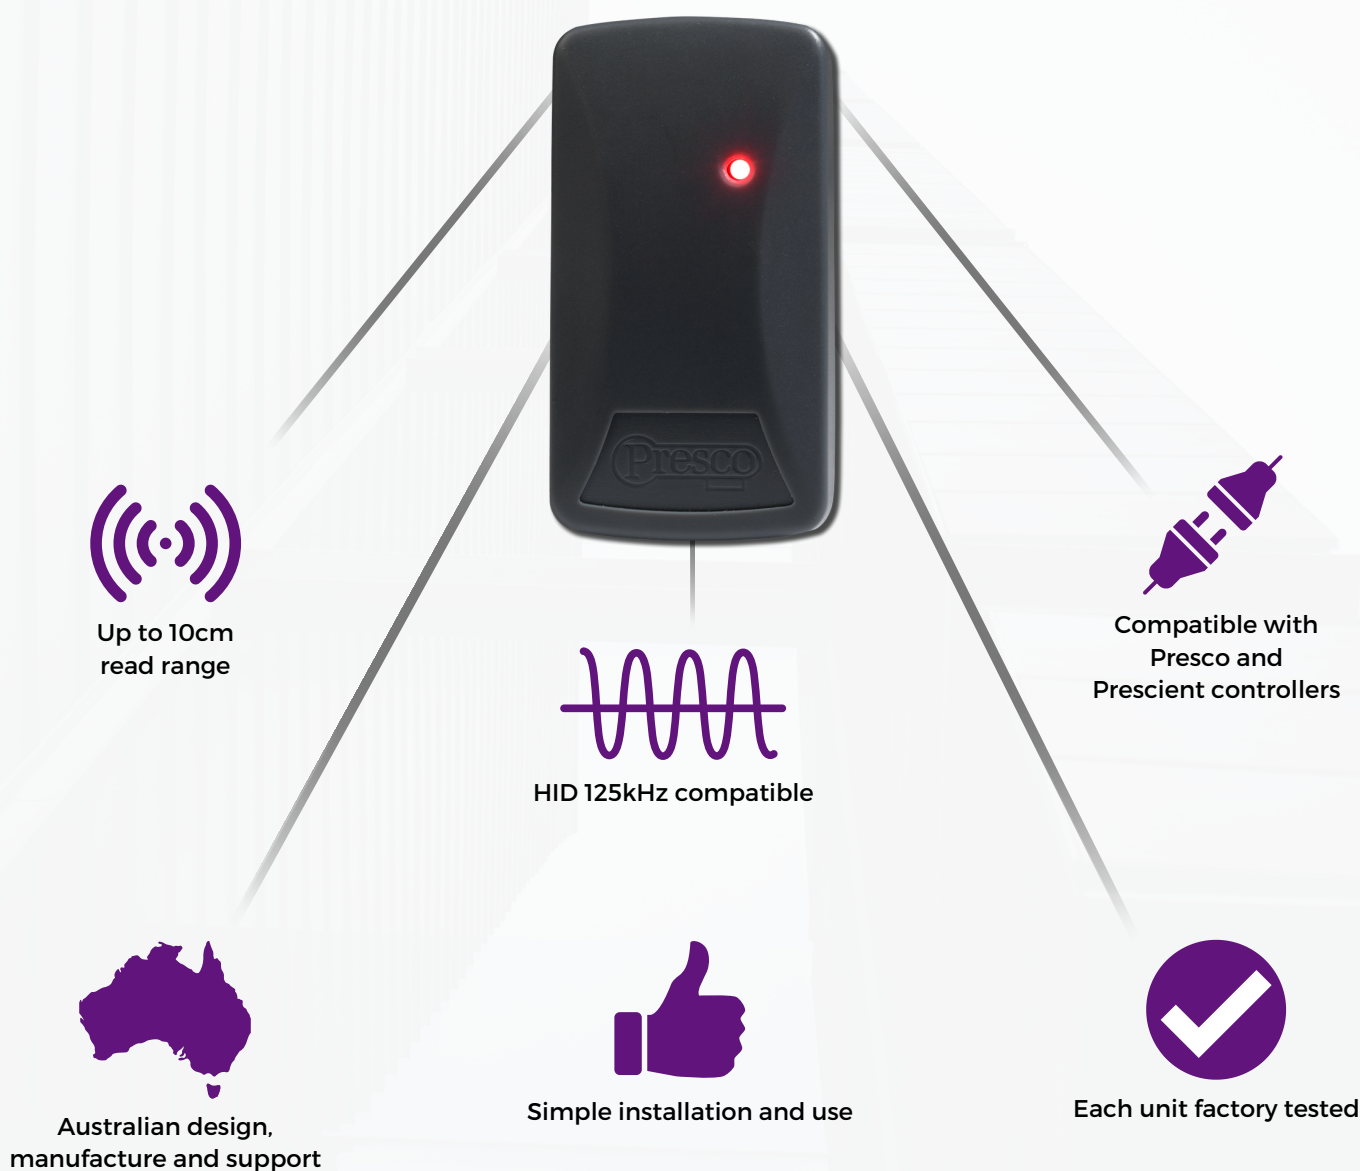 Presco
Up to 10cm
read range
Compatible with
Presco and
Prescient controllers
HID 125kHz compatible
Australian design,
manufacture and support
Simple installation and use
Each unit factory tested